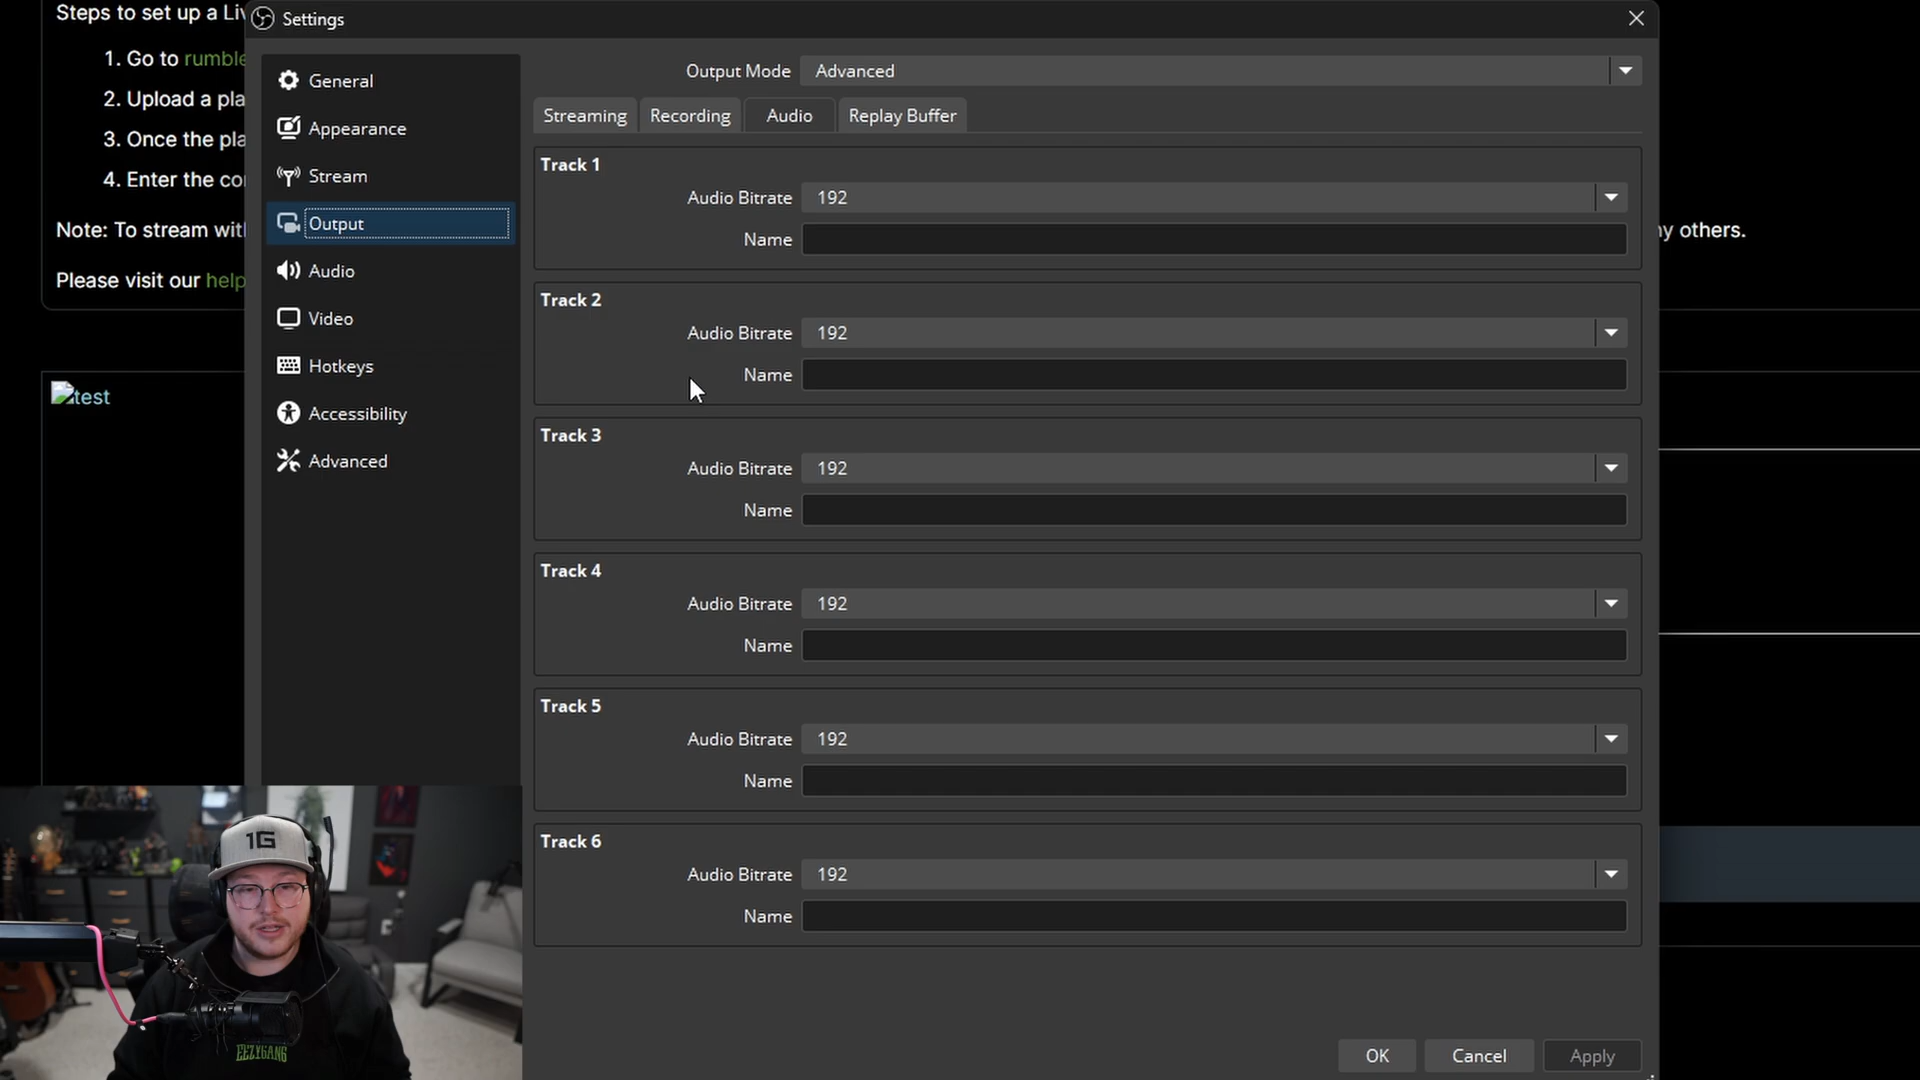 Steps to set up a Liv
1. Go to rumble
2. Upload a pla
3. Once the pla
4. Enter the co
Note: To stream wit
ny others.
Please visit our help
test
Settings
General
Appearance
Stream
Output
Audio
Video
Hotkeys
Accessibility
Advanced
Output Mode Advanced
Streaming Recording Audio Replay Buffer
Track 1
Audio Bitrate 192
Name
Track 2
Audio Bitrate 192
Name
Track 3
Audio Bitrate 192
Name
Track 4
Audio Bitrate 192
Name
Track 5
Audio Bitrate 192
Name
Track 6
Audio Bitrate 192
Name
OK Cancel Apply
1G
EEZYGANG